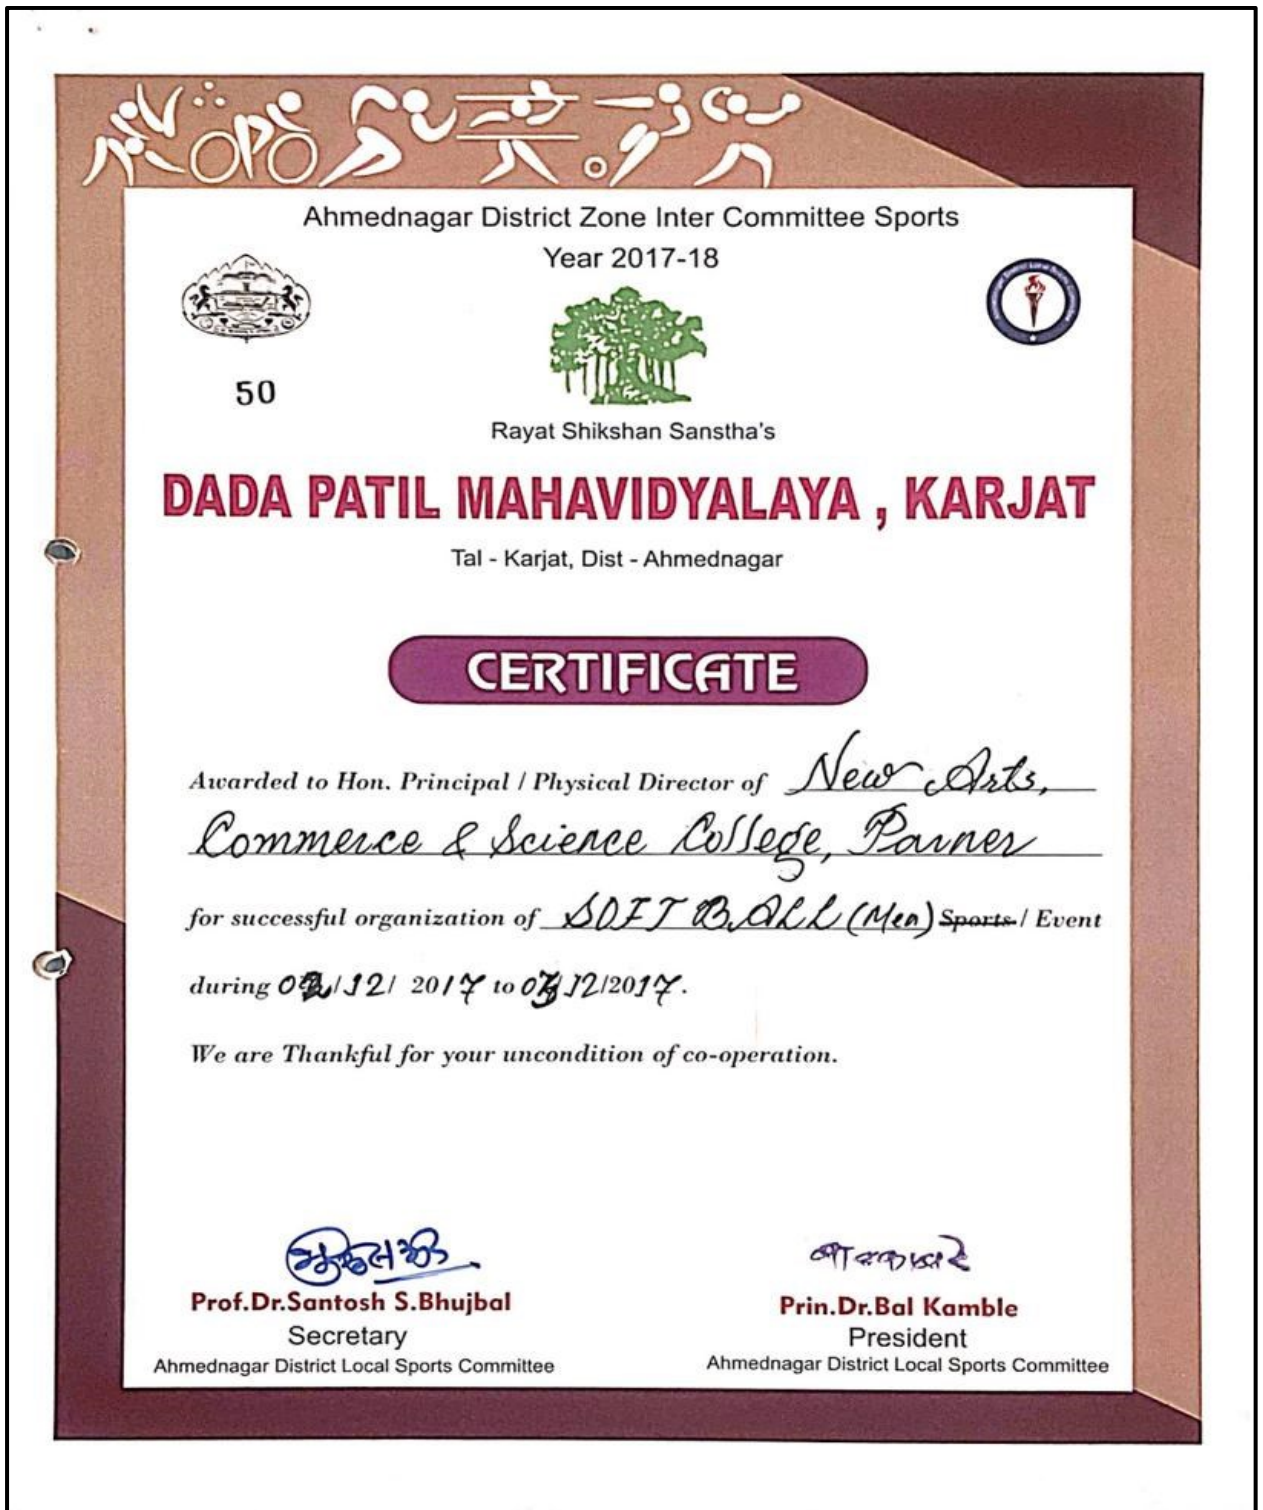 Ahmednagar District Zone Inter Committee Sports
Year 2017-18
50
Rayat Shikshan Sanstha's
DADA PATIL MAHAVIDYALAYA , KARJAT
Tal - Karjat, Dist - Ahmednagar
CERTIFICATE
Awarded to Hon. Principal / Physical Director of New Arts,
Commerce & Science College, Parner
for successful organization of SOFT BALL (Men) Sports / Event
during /12/ 2017 to /12/2017.
We are Thankful for your uncondition of co-operation.
Prof.Dr.Santosh S.Bhujbal
Secretary
Ahmednagar District Local Sports Committee
Prin.Dr.Bal Kamble
President
Ahmednagar District Local Sports Committee